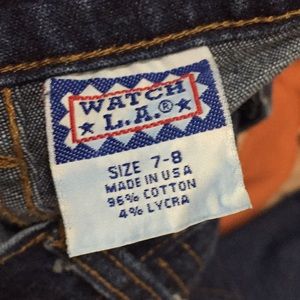 WATCH
L.A.®
SIZE 7-8
MADE IN USA
96% COTTON
4% LYCRA